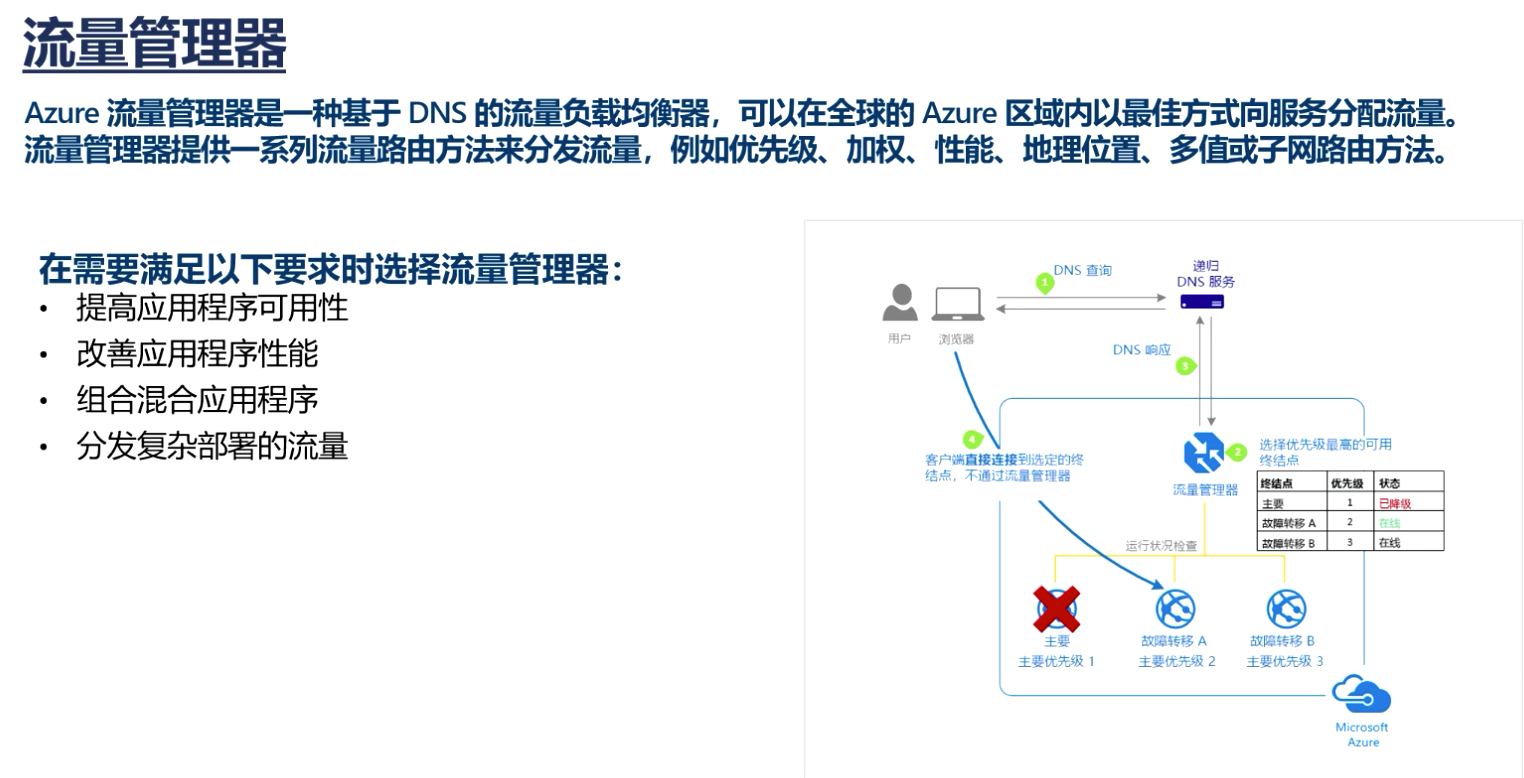 流量管理器
Azure 流量管理器是一种基于 DNS 的流量负载均衡器，可以在全球的 Azure 区域内以最佳方式向服务分配流量。
流量管理器提供一系列流量路由方法来分发流量，例如优先级、加权、性能、地理位置、多值或子网路由方法。
在需要满足以下要求时选择流量管理器：
• 提高应用程序可用性
• 改善应用程序性能
• 组合混合应用程序
• 分发复杂部署的流量
DNS 查询
1
递归
DNS 服务
用户
浏览器
DNS 响应
3
4
客户端直接连接到选定的终
结点，不通过流量管理器
2
选择优先级最高的可用
终结点
流量管理器
终结点 优先级 状态
主要 1 已降级
故障转移 A 2 在线
故障转移 B 3 在线
运行状况检查
主要
主要优先级 1
故障转移 A
主要优先级 2
故障转移 B
主要优先级 3
Microsoft
Azure